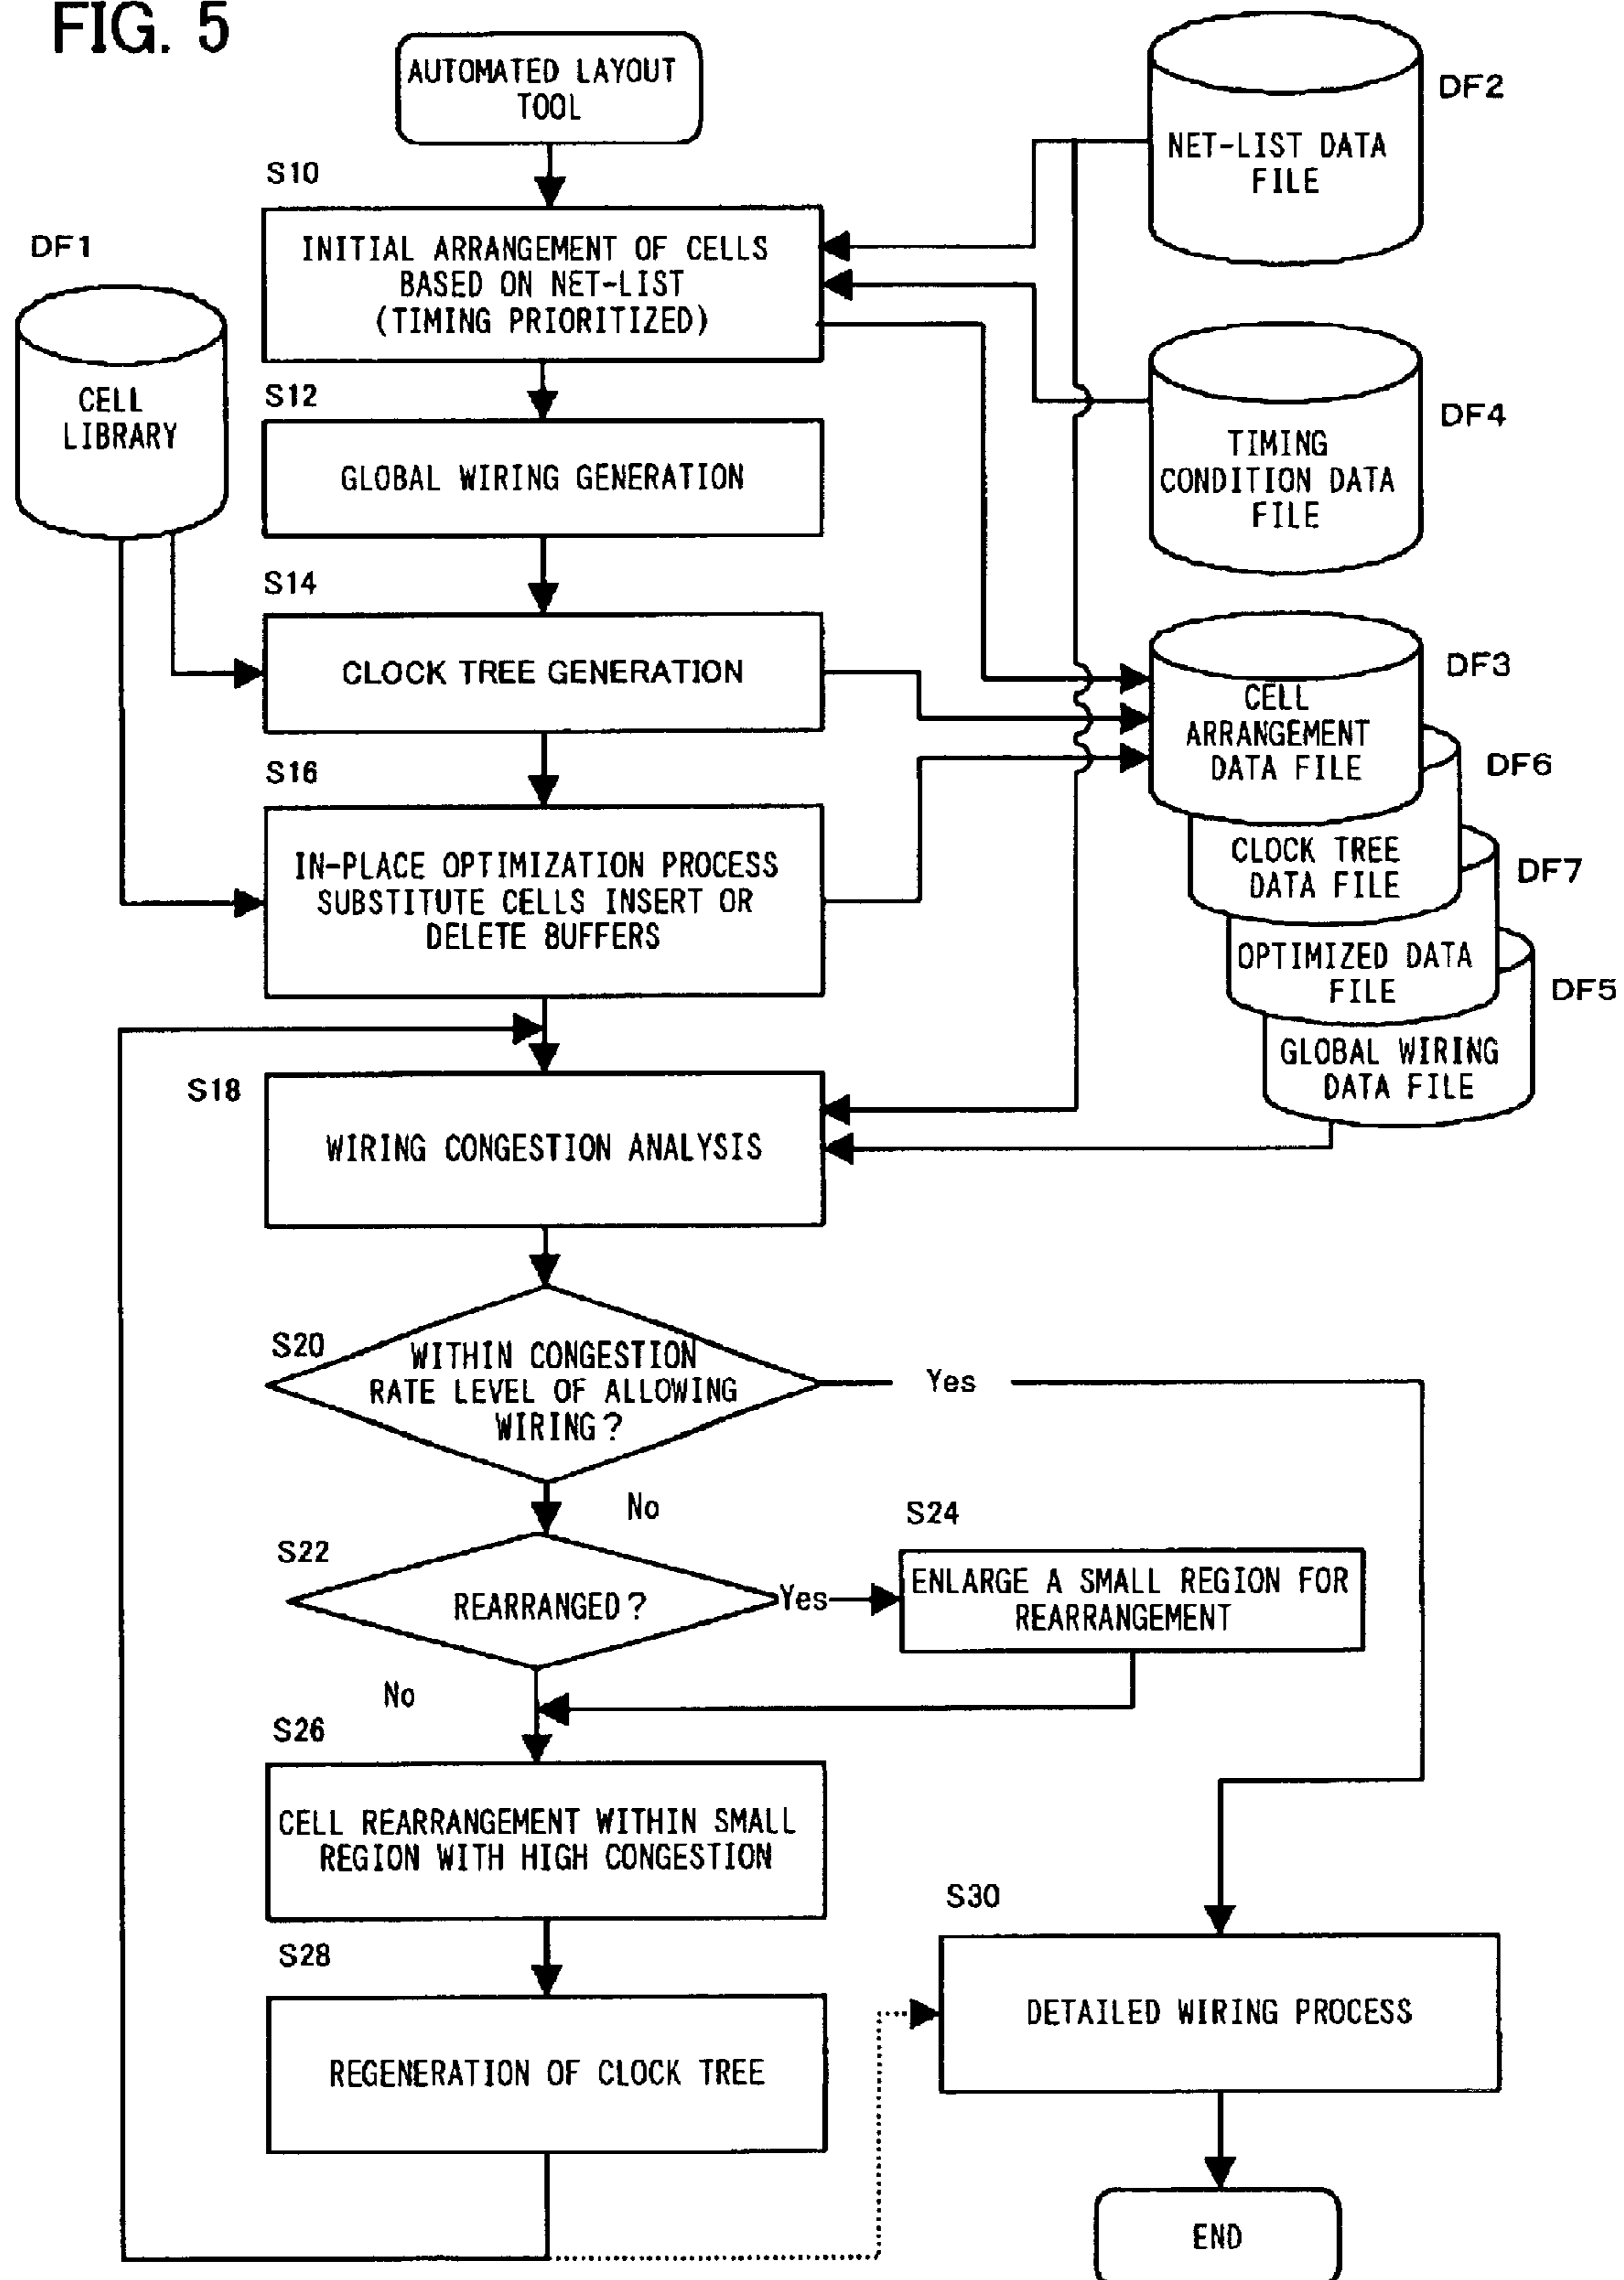 FIG. 5
AUTOMATED LAYOUT
TOOL
DF2
NET-LIST DATA
FILE
S10
INITIAL ARRANGEMENT OF CELLS
BASED ON NET-LIST
(TIMING PRIORITIZED)
DF1
CELL
LIBRARY
S12
GLOBAL WIRING GENERATION
DF4
TIMING
CONDITION DATA
FILE
S14
CLOCK TREE GENERATION
DF3
CELL
ARRANGEMENT
DATA FILE
S16
IN-PLACE OPTIMIZATION PROCESS
SUBSTITUTE CELLS INSERT OR
DELETE BUFFERS
DF6
CLOCK TREE
DATA FILE
DF7
OPTIMIZED DATA
FILE
DF5
GLOBAL WIRING
DATA FILE
S18
WIRING CONGESTION ANALYSIS
S20
WITHIN CONGESTION
RATE LEVEL OF ALLOWING
WIRING?
Yes
No
S22
REARRANGED?
Yes
S24
ENLARGE A SMALL REGION FOR
REARRANGEMENT
No
S26
CELL REARRANGEMENT WITHIN SMALL
REGION WITH HIGH CONGESTION
S28
REGENERATION OF CLOCK TREE
S30
DETAILED WIRING PROCESS
END